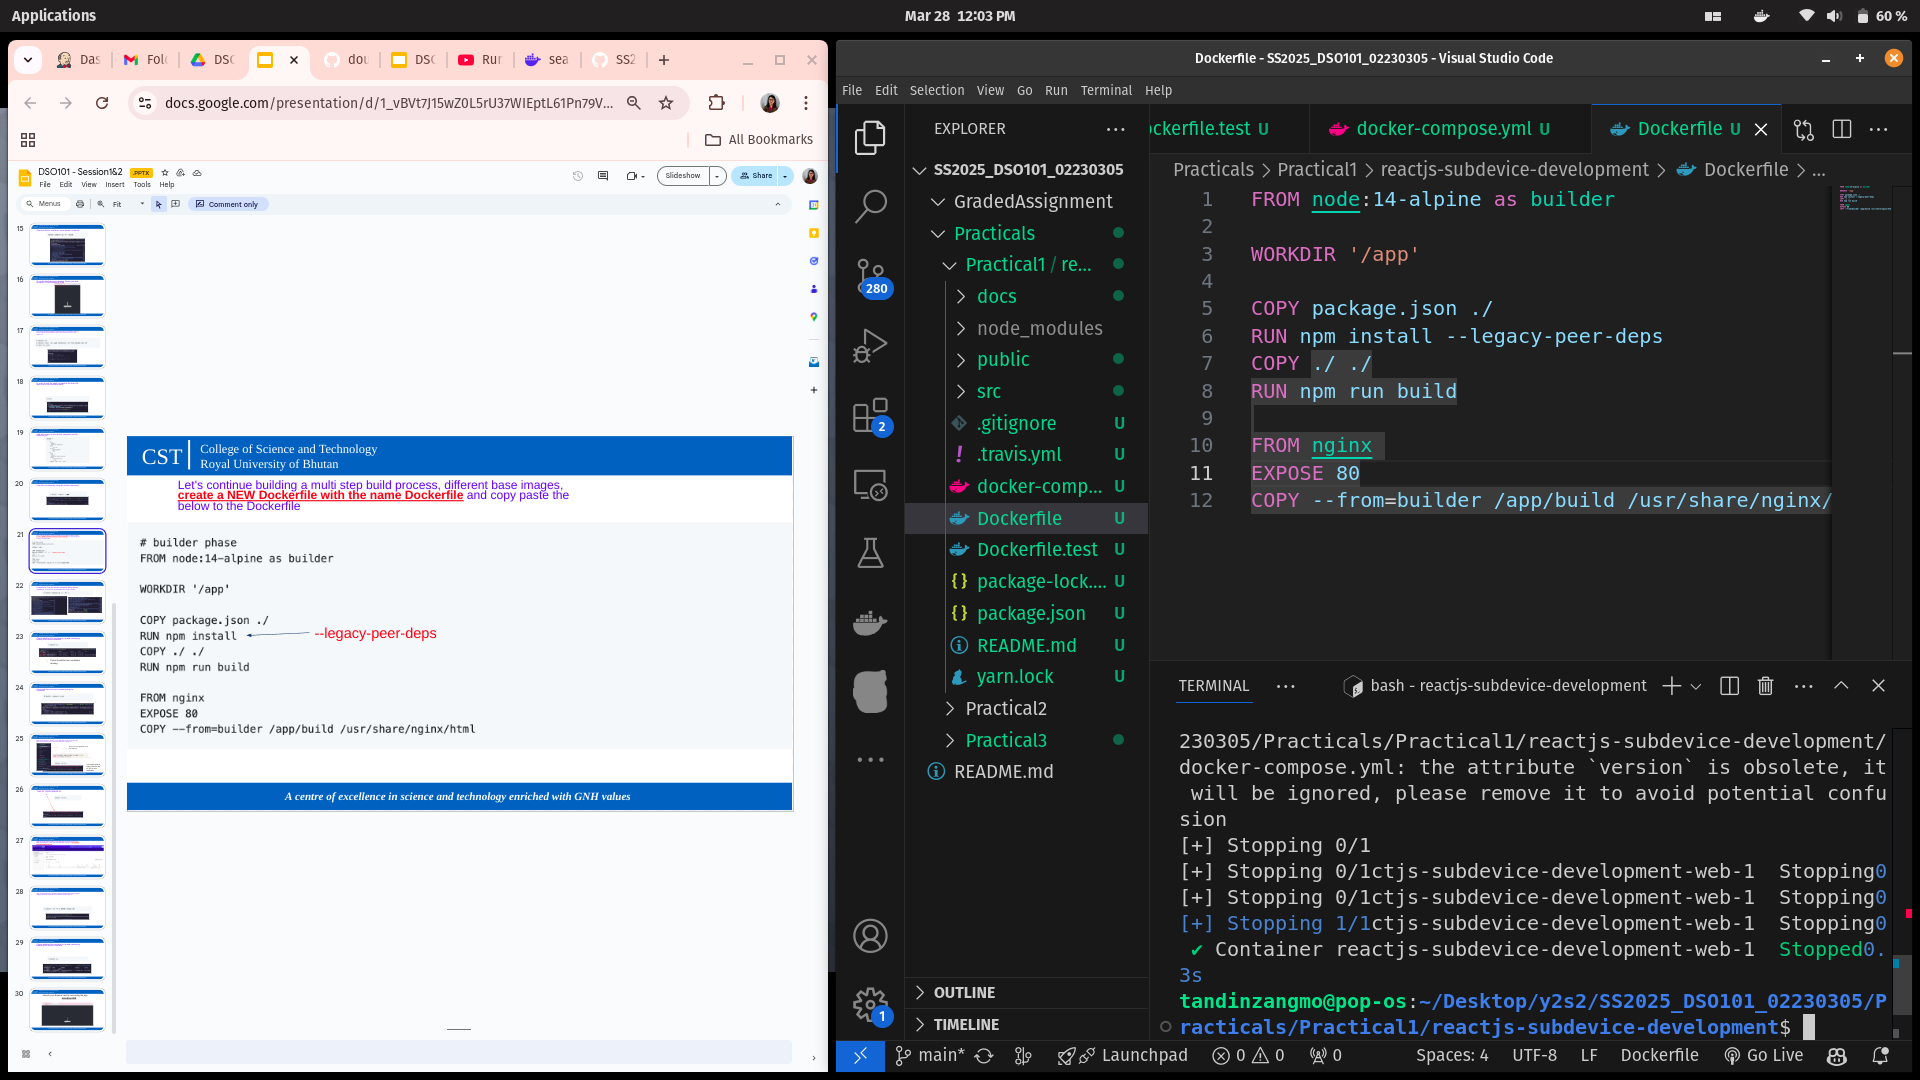 Applications
Mar 28 12:03 PM
60 %
Das
Fol
DSC
dou
DSC
Rur
sea
SS2
docs.google.com/presentation/d/1_vBVt7J15wZ0L5rU37WIEptL61Pn79V...
All Bookmarks
DSO101 - Session1&2
.PPTX
File Edit View Insert Tools Help
Slideshow
Share
Menus
Fit
Comment only
15
16
17
18
19
20
21
22
23
24
25
26
27
28
29
30
CST
College of Science and Technology
Royal University of Bhutan
Let's continue building a multi step build process, different base images,
create a NEW Dockerfile with the name Dockerfile and copy paste the
below to the Dockerfile
# builder phase
FROM node:14-alpine as builder
WORKDIR '/app'
COPY package.json ./
RUN npm install
--legacy-peer-deps
COPY ./ ./
RUN npm run build
FROM nginx
EXPOSE 80
COPY --from=builder /app/build /usr/share/nginx/html
A centre of excellence in science and technology enriched with GNH values
Dockerfile - SS2025_DSO101_02230305 - Visual Studio Code
File Edit Selection View Go Run Terminal Help
EXPLORER
SS2025_DSO101_02230305
GradedAssignment
Practicals
Practical1 / re...
docs
node_modules
public
src
.gitignore U
.travis.yml U
docker-comp... U
Dockerfile U
Dockerfile.test U
package-lock.... U
package.json U
README.md U
yarn.lock U
Practical2
Practical3
README.md
OUTLINE
TIMELINE
280
2
1
ockerfile.test U
docker-compose.yml U
Dockerfile U
Practicals > Practical1 > reactjs-subdevice-development > Dockerfile > ...
1 FROM node:14-alpine as builder
2
3 WORKDIR '/app'
4
5 COPY package.json ./
6 RUN npm install --legacy-peer-deps
7 COPY ./ ./
8 RUN npm run build
9
10 FROM nginx
11 EXPOSE 80
12 COPY --from=builder /app/build /usr/share/nginx/
TERMINAL
bash - reactjs-subdevice-development
230305/Practicals/Practical1/reactjs-subdevice-development/
docker-compose.yml: the attribute `version` is obsolete, it
will be ignored, please remove it to avoid potential confu
sion
[+] Stopping 0/1
[+] Stopping 0/1ctjs-subdevice-development-web-1 Stopping0
[+] Stopping 0/1ctjs-subdevice-development-web-1 Stopping0
[+] Stopping 1/1ctjs-subdevice-development-web-1 Stopping0
✔ Container reactjs-subdevice-development-web-1 Stopped0.
3s
tandinzangmo@pop-os:~/Desktop/y2s2/SS2025_DSO101_02230305/P
racticals/Practical1/reactjs-subdevice-development$
main* Launchpad 0 0 0 Spaces: 4 UTF-8 LF Dockerfile Go Live